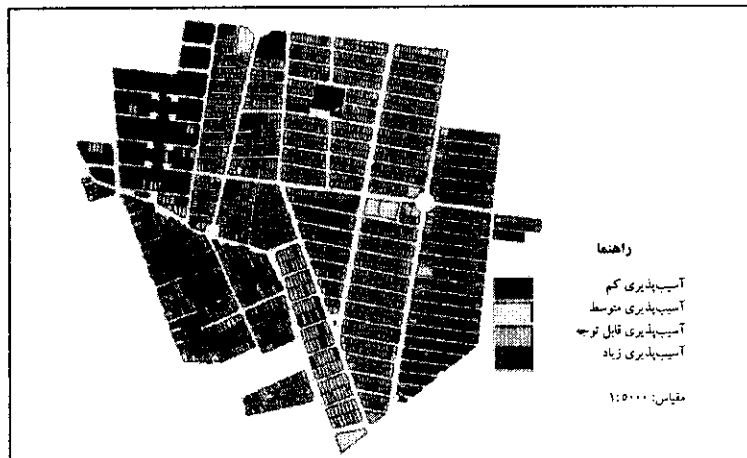 راهنما
آسیب‌پذیری کم
آسیب‌پذیری متوسط
آسیب‌پذیری قابل توجه
آسیب‌پذیری زیاد
مقیاس: ۱:۵۰۰۰